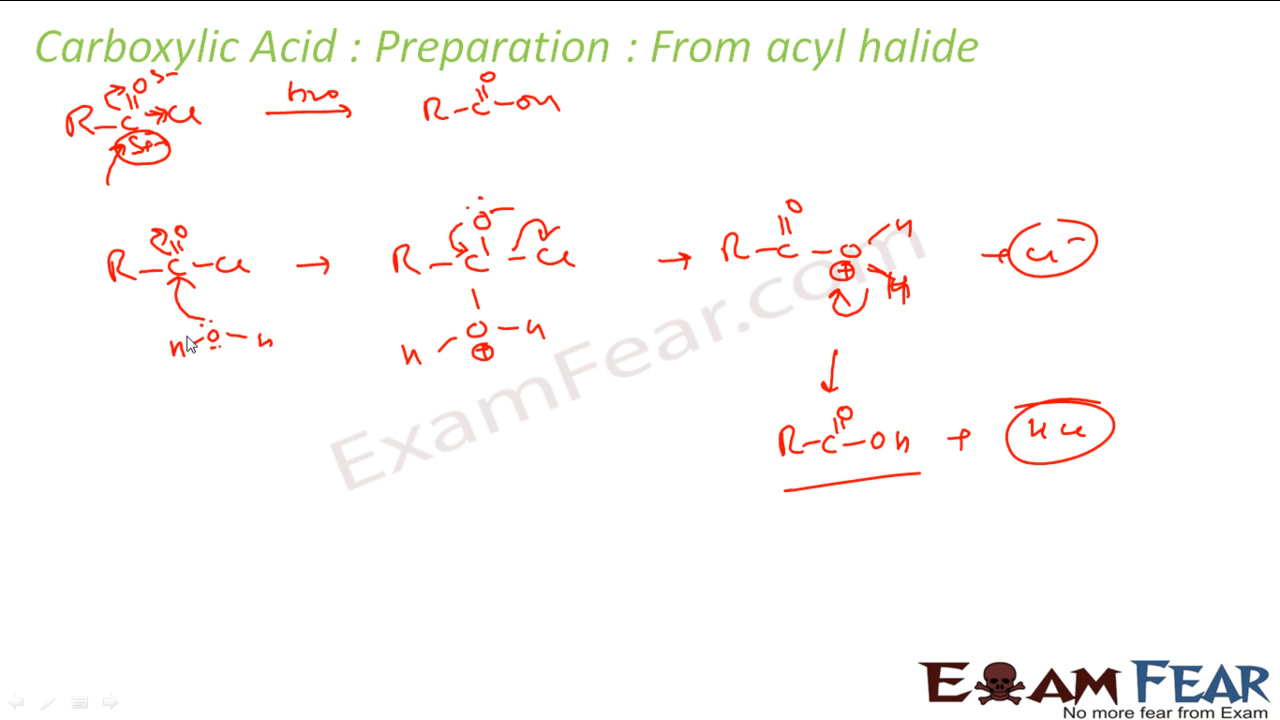 Carboxylic Acid : Preparation : From acyl halide
R–C(=O δ-)–Cl δ+ H2O → R–C(=O)–OH
R–C(=O)–Cl → R–C(–O-)–Cl → R–C(=O)–O–H + Cl-
H–O–H H–O–H ⊕ ⊕ H
R–C(=O)–OH + HCl
ExamFear.com
EXAM FEAR
No more fear from Exam